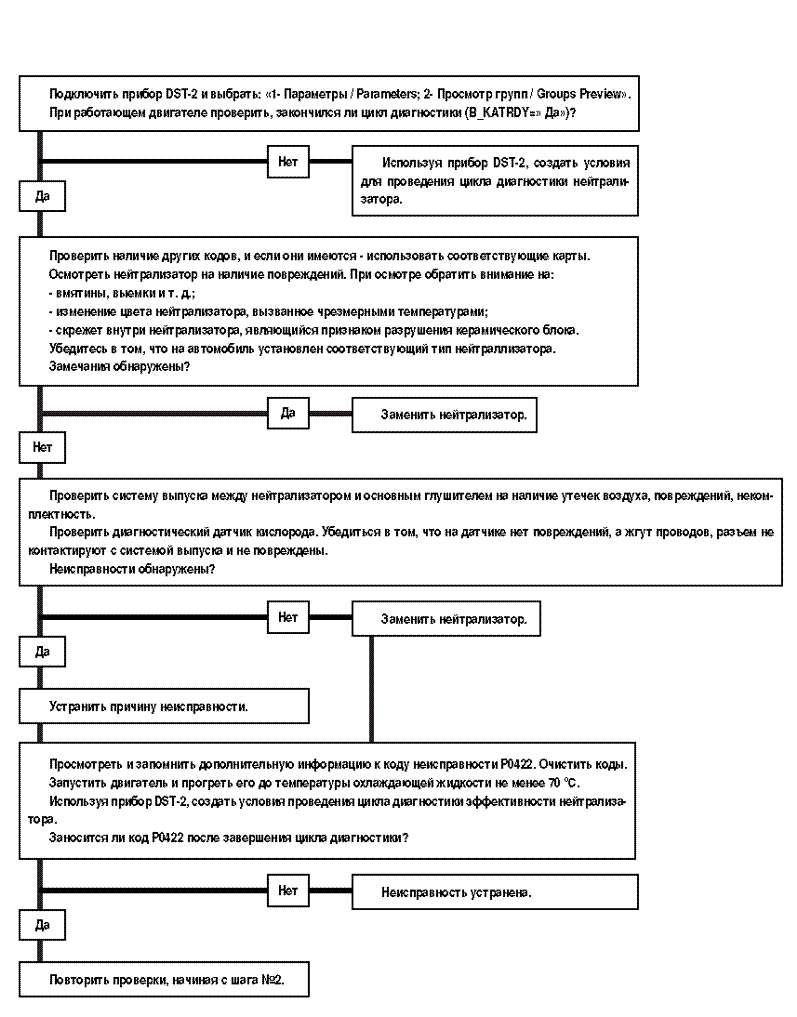 Подключить прибор DST-2 и выбрать: «1- Параметры / Parameters; 2- Просмотр групп / Groups Preview».
При работающем двигателе проверить, закончился ли цикл диагностики (B_KATRDY=» Да»)?
Нет
Используя прибор DST-2, создать условия
для проведения цикла диагностики нейтрали-
затора.
Да
Проверить наличие других кодов, и если они имеются - использовать соответствующие карты.
Осмотреть нейтрализатор на наличие повреждений. При осмотре обратить внимание на:
- вмятины, выемки и т. д.;
- изменение цвета нейтрализатора, вызванное чрезмерными температурами;
- скрежет внутри нейтрализатора, являющийся признаком разрушения керамического блока.
Убедитесь в том, что на автомобиль установлен соответствующий тип нейтраллизатора.
Замечания обнаружены?
Да
Заменить нейтрализатор.
Нет
Проверить систему выпуска между нейтрализатором и основным глушителем на наличие утечек воздуха, повреждений, неком-
плектность.
Проверить диагностический датчик кислорода. Убедиться в том, что на датчике нет повреждений, а жгут проводов, разъем не
контактируют с системой выпуска и не повреждены.
Неисправности обнаружены?
Нет
Заменить нейтрализатор.
Да
Устранить причину неисправности.
Просмотреть и запомнить дополнительную информацию к коду неисправности P0422. Очистить коды.
Запустить двигатель и прогреть его до температуры охлаждающей жидкости не менее 70 °С.
Используя прибор DST-2, создать условия проведения цикла диагностики эффективности нейтрализа-
тора.
Заносится ли код P0422 после завершения цикла диагностики?
Нет
Неисправность устранена.
Да
Повторить проверки, начиная с шага №2.